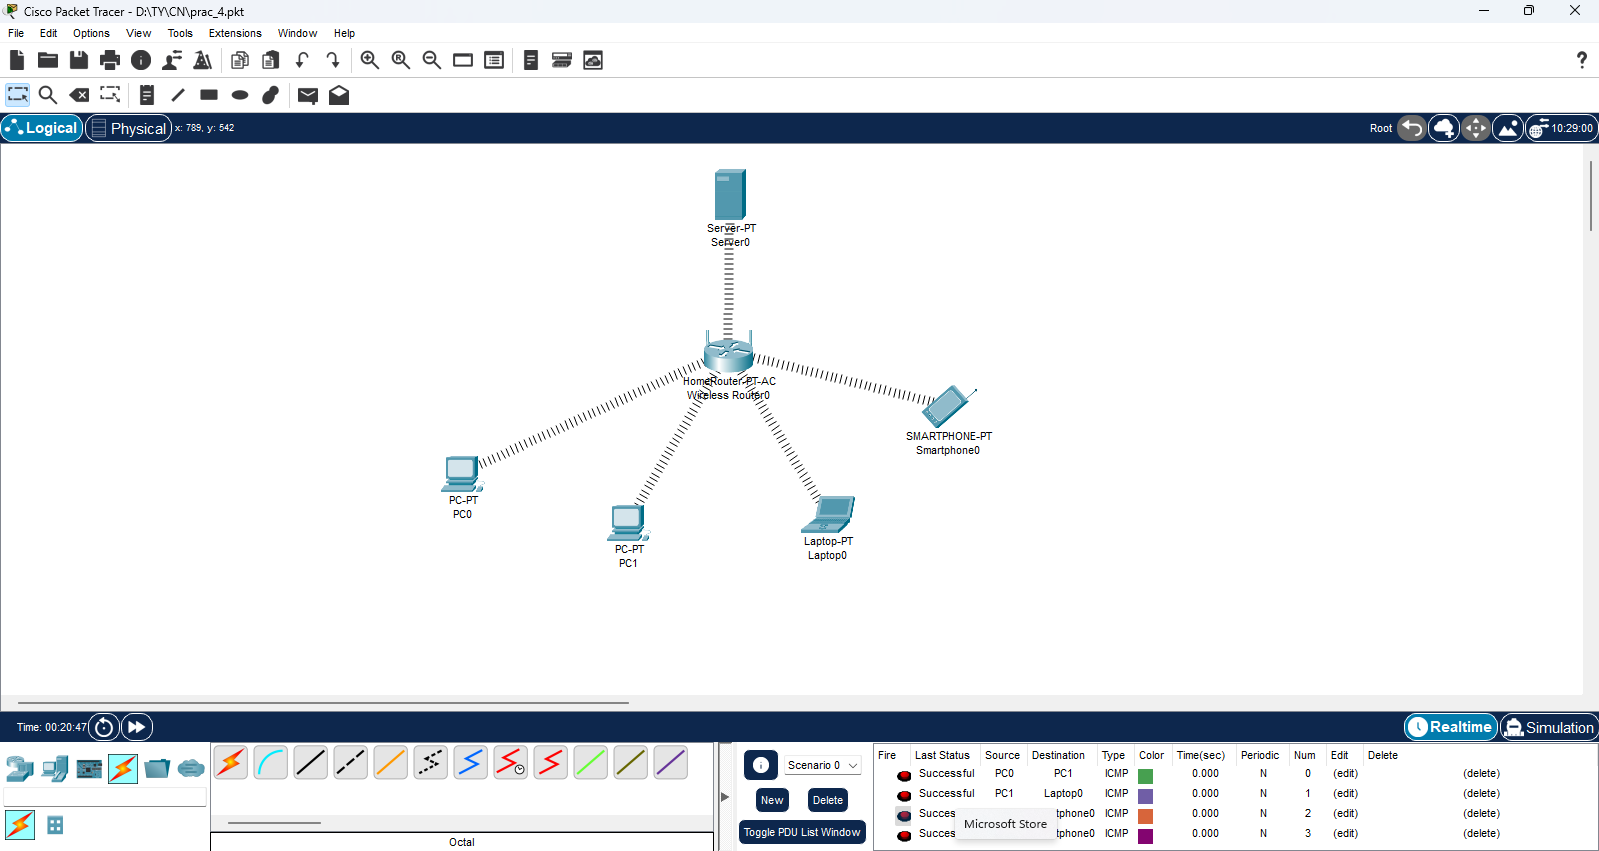 Cisco Packet Tracer - D:\TY\CN\prac_4.pkt
File Edit Options View Tools Extensions Window Help
Logical Physical x: 789, y: 542 Root 10:29:00
Server-PT
Server0
HomeRouter-PT-AC
Wireless Router0
SMARTPHONE-PT
Smartphone0
PC-PT
PC0
PC-PT
PC1
Laptop-PT
Laptop0
Time: 00:20:47 Realtime Simulation
Scenario 0
New Delete
Toggle PDU List Window
Octal
Fire Last Status Source Destination Type Color Time(sec) Periodic Num Edit Delete
Successful PC0 PC1 ICMP 0.000 N 0 (edit) (delete)
Successful PC1 Laptop0 ICMP 0.000 N 1 (edit) (delete)
Succes tphone0 ICMP 0.000 N 2 (edit) (delete)
Microsoft Store
Succes tphone0 ICMP 0.000 N 3 (edit) (delete)